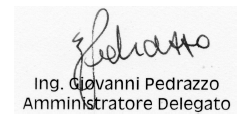 Ing. Giovanni Pedrazzo
Amministratore Delegato